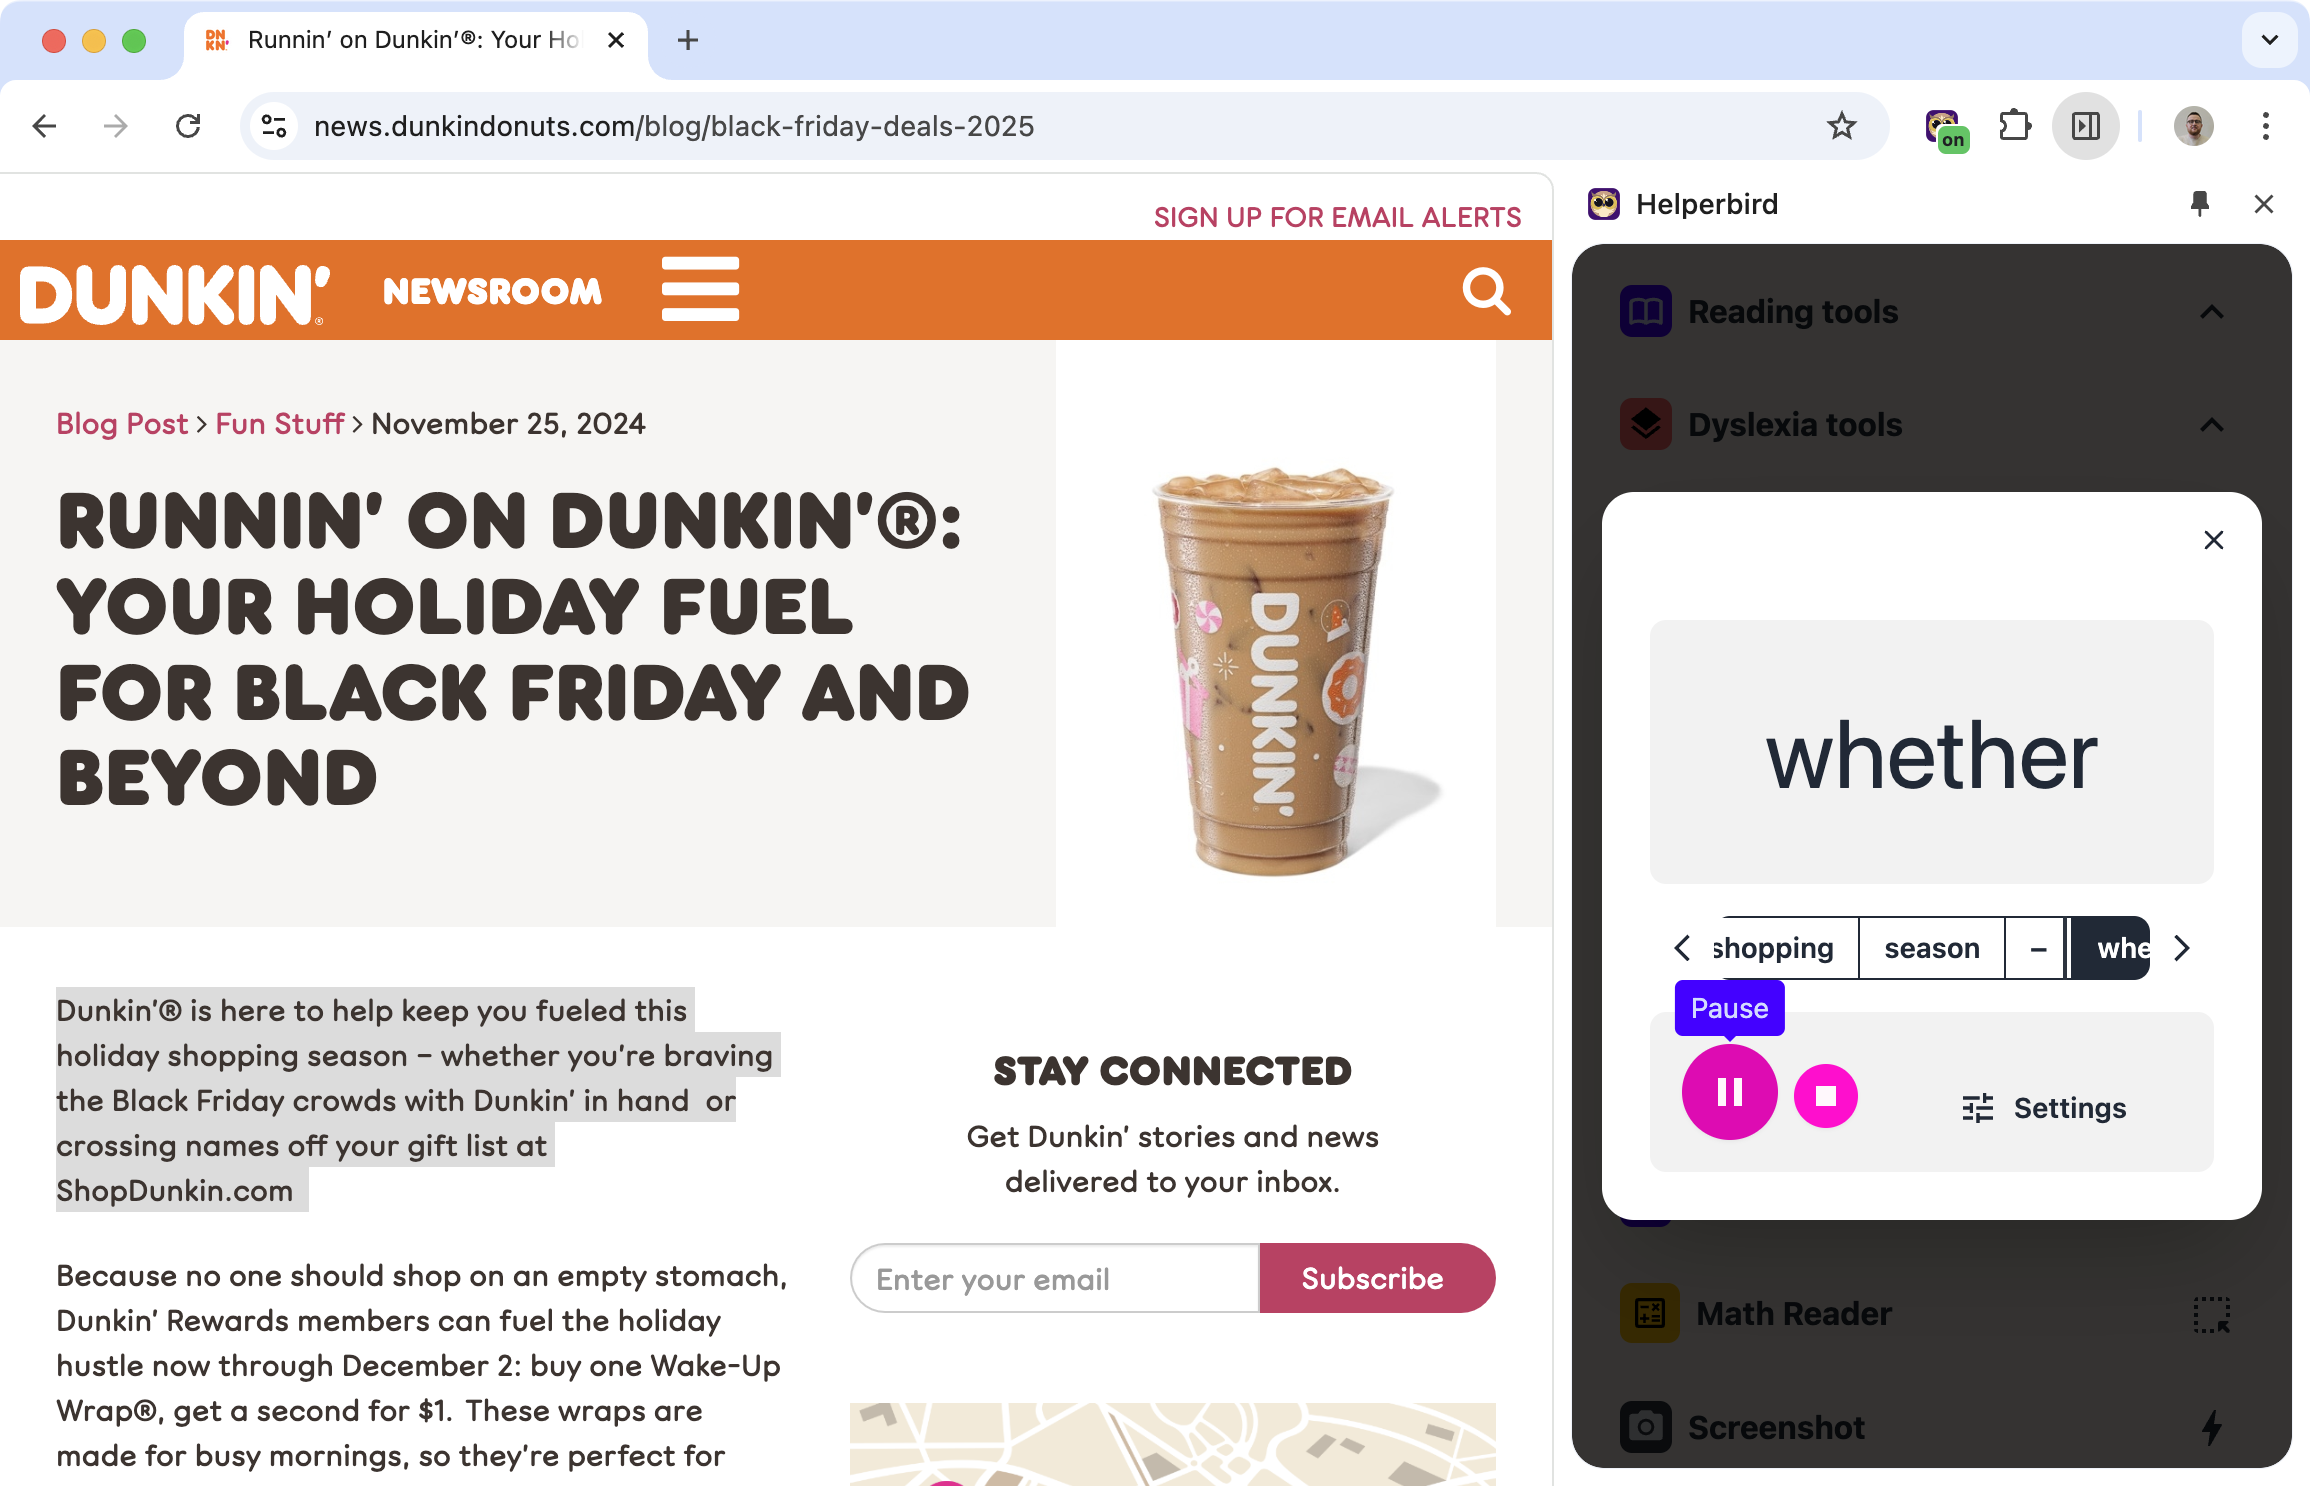 Runnin' on Dunkin'®: Your Ho
news.dunkindonuts.com/blog/black-friday-deals-2025
on
SIGN UP FOR EMAIL ALERTS
DUNKIN'®
NEWSROOM
Blog Post > Fun Stuff > November 25, 2024
RUNNIN' ON DUNKIN'®:
YOUR HOLIDAY FUEL
FOR BLACK FRIDAY AND
BEYOND
DUNKIN'
Dunkin'® is here to help keep you fueled this
holiday shopping season – whether you're braving
the Black Friday crowds with Dunkin' in hand  or
crossing names off your gift list at
ShopDunkin.com
Because no one should shop on an empty stomach,
Dunkin' Rewards members can fuel the holiday
hustle now through December 2: buy one Wake-Up
Wrap®, get a second for $1.  These wraps are
made for busy mornings, so they're perfect for
STAY CONNECTED
Get Dunkin' stories and news
delivered to your inbox.
Enter your email
Subscribe
Helperbird
Reading tools
Dyslexia tools
whether
shopping
season
–
whe
Pause
Settings
Math Reader
Screenshot